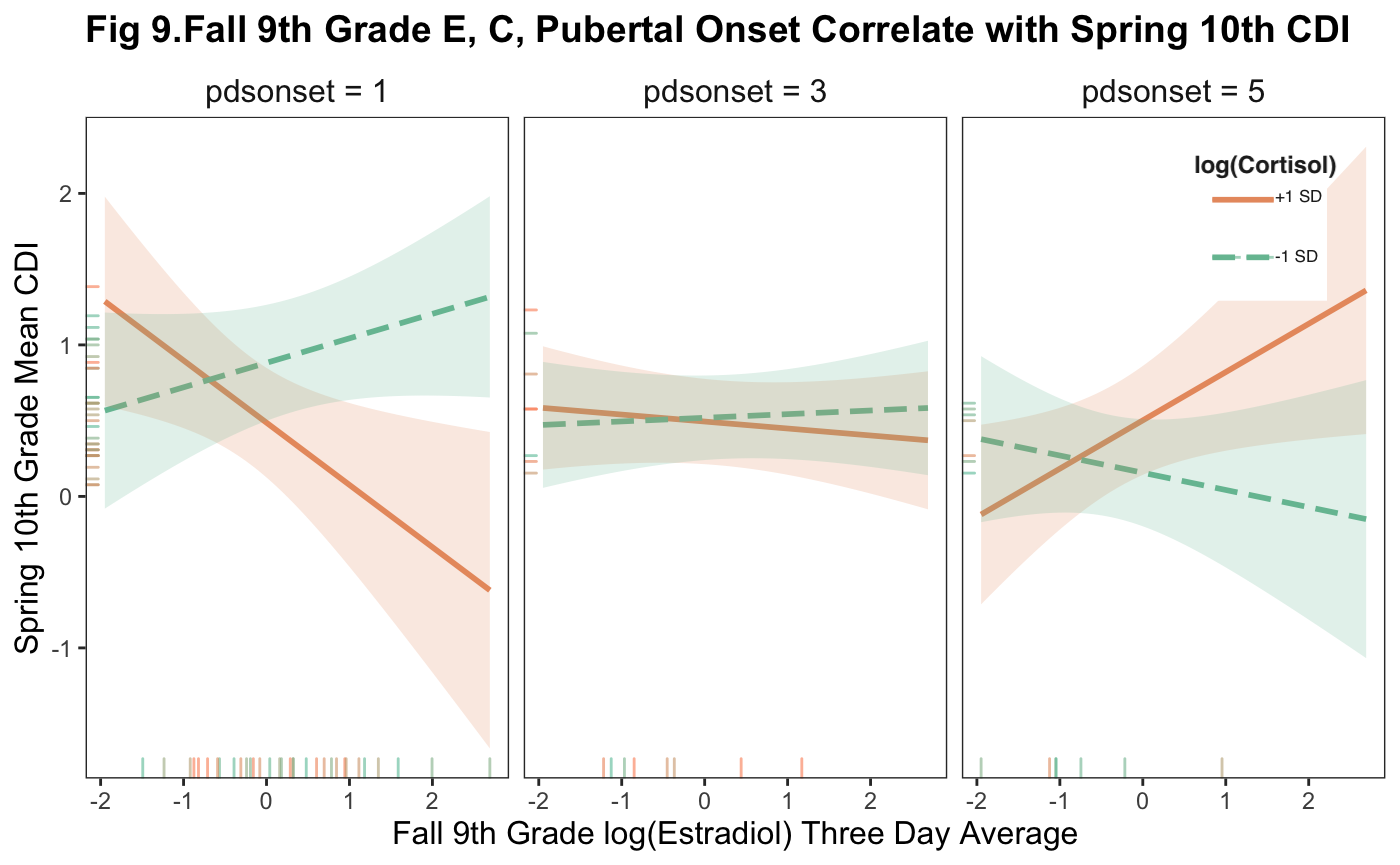 Fig 9.Fall 9th Grade E, C, Pubertal Onset Correlate with Spring 10th CDI
pdsonset = 1
pdsonset = 3
pdsonset = 5
log(Cortisol)
+1 SD
-1 SD
Spring 10th Grade Mean CDI
2
1
0
-1
-2 -1 0 1 2
-2 -1 0 1 2
-2 -1 0 1 2
Fall 9th Grade log(Estradiol) Three Day Average